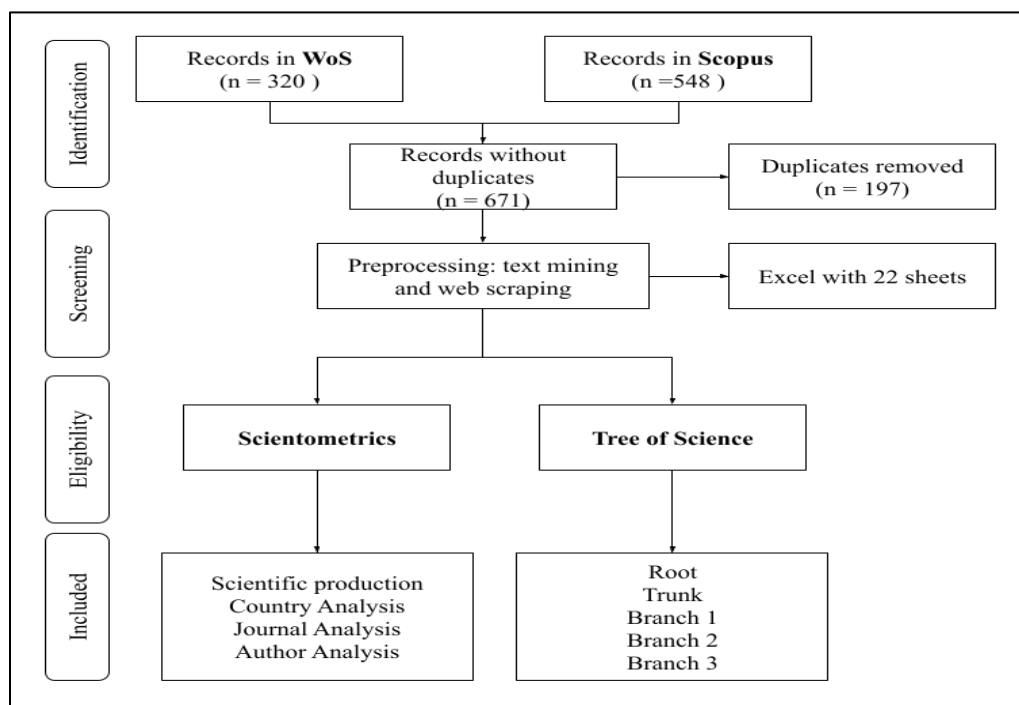 Identification
Records in WoS
(n = 320 )
Records in Scopus
(n =548 )
Records without
duplicates
(n = 671)
Duplicates removed
(n = 197)
Screening
Preprocessing: text mining
and web scraping
Excel with 22 sheets
Eligibility
Scientometrics
Tree of Science
Included
Scientific production
Country Analysis
Journal Analysis
Author Analysis
Root
Trunk
Branch 1
Branch 2
Branch 3